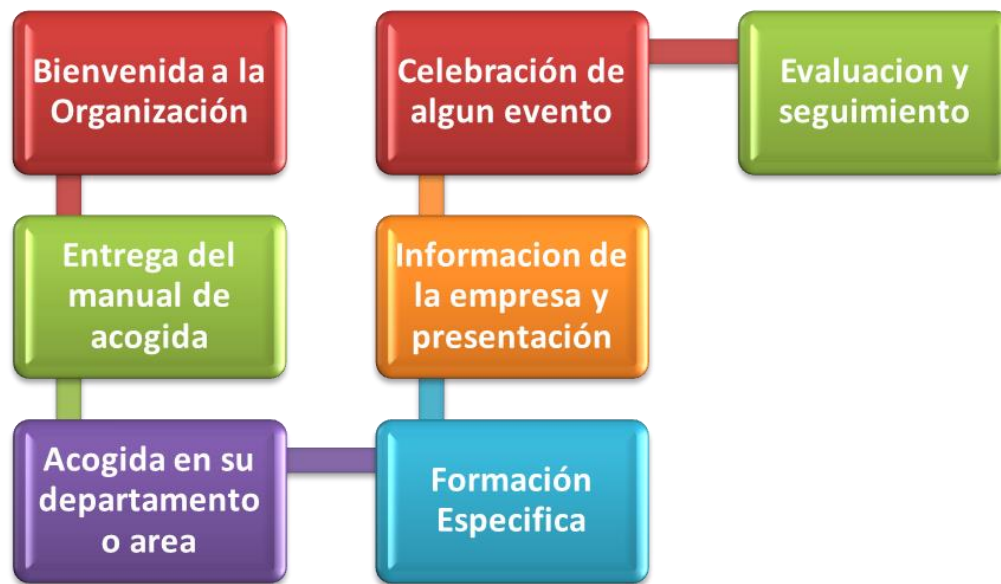 Bienvenida a la
Organización
Entrega del
manual de
acogida
Acogida en su
departamento
o area
Formación
Especifica
Informacion de
la empresa y
presentación
Celebración de
algun evento
Evaluacion y
seguimiento